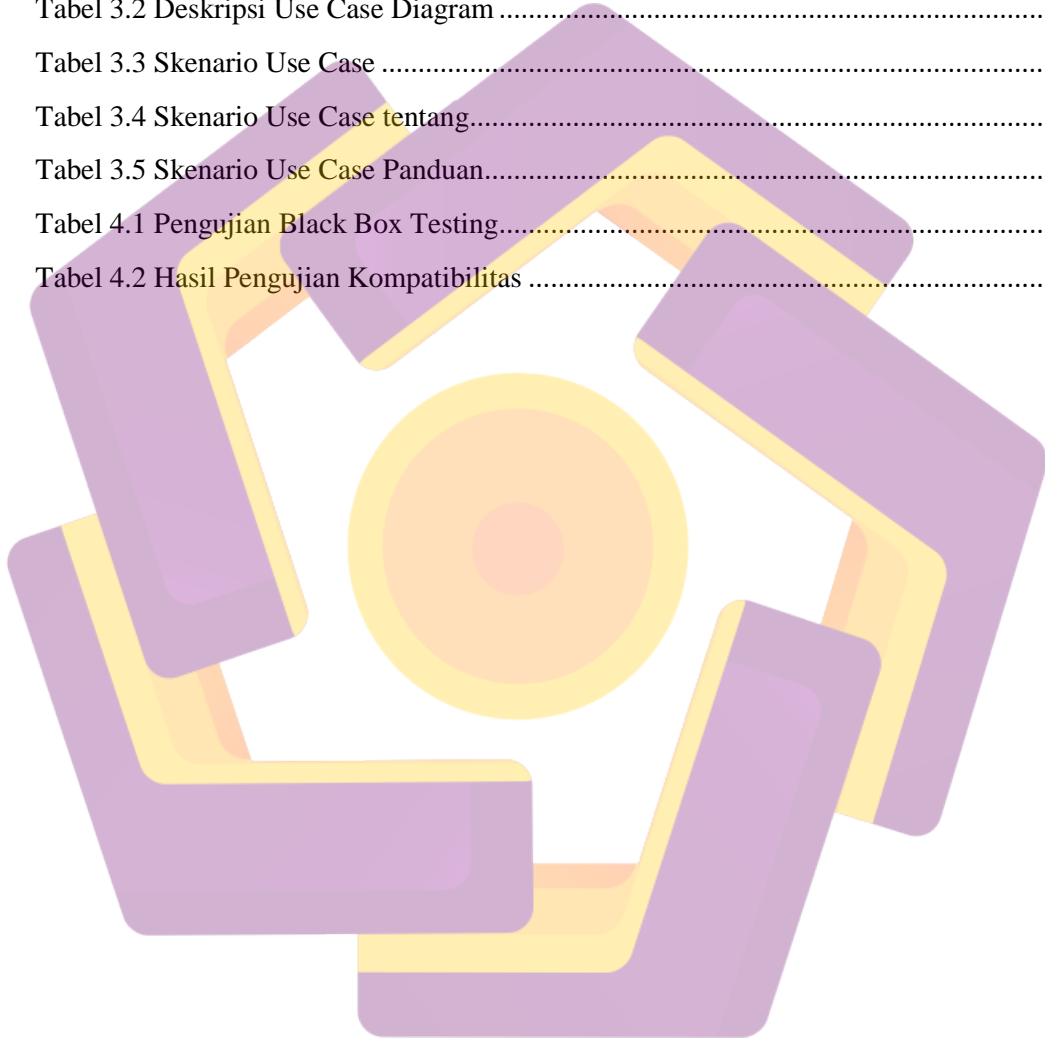 Tabel 3.2 Deskripsi Use Case Diagram ......................................................................
Tabel 3.3 Skenario Use Case ......................................................................................
Tabel 3.4 Skenario Use Case tentang..........................................................................
Tabel 3.5 Skenario Use Case Panduan........................................................................
Tabel 4.1 Pengujian Black Box Testing......................................................................
Tabel 4.2 Hasil Pengujian Kompatibilitas ..................................................................